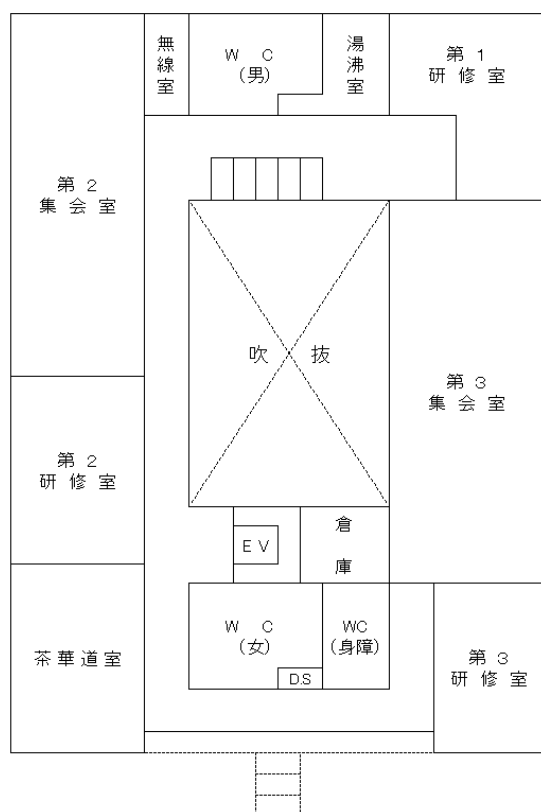 無線室
W C
(男)
湯沸室
第 1
研 修 室
第 2
集 会 室
吹 抜
第 3
集 会 室
第 2
研 修 室
E V
倉
庫
茶 華 道 室
W C
(女)
WC
(身障)
D.S
第 3
研 修 室